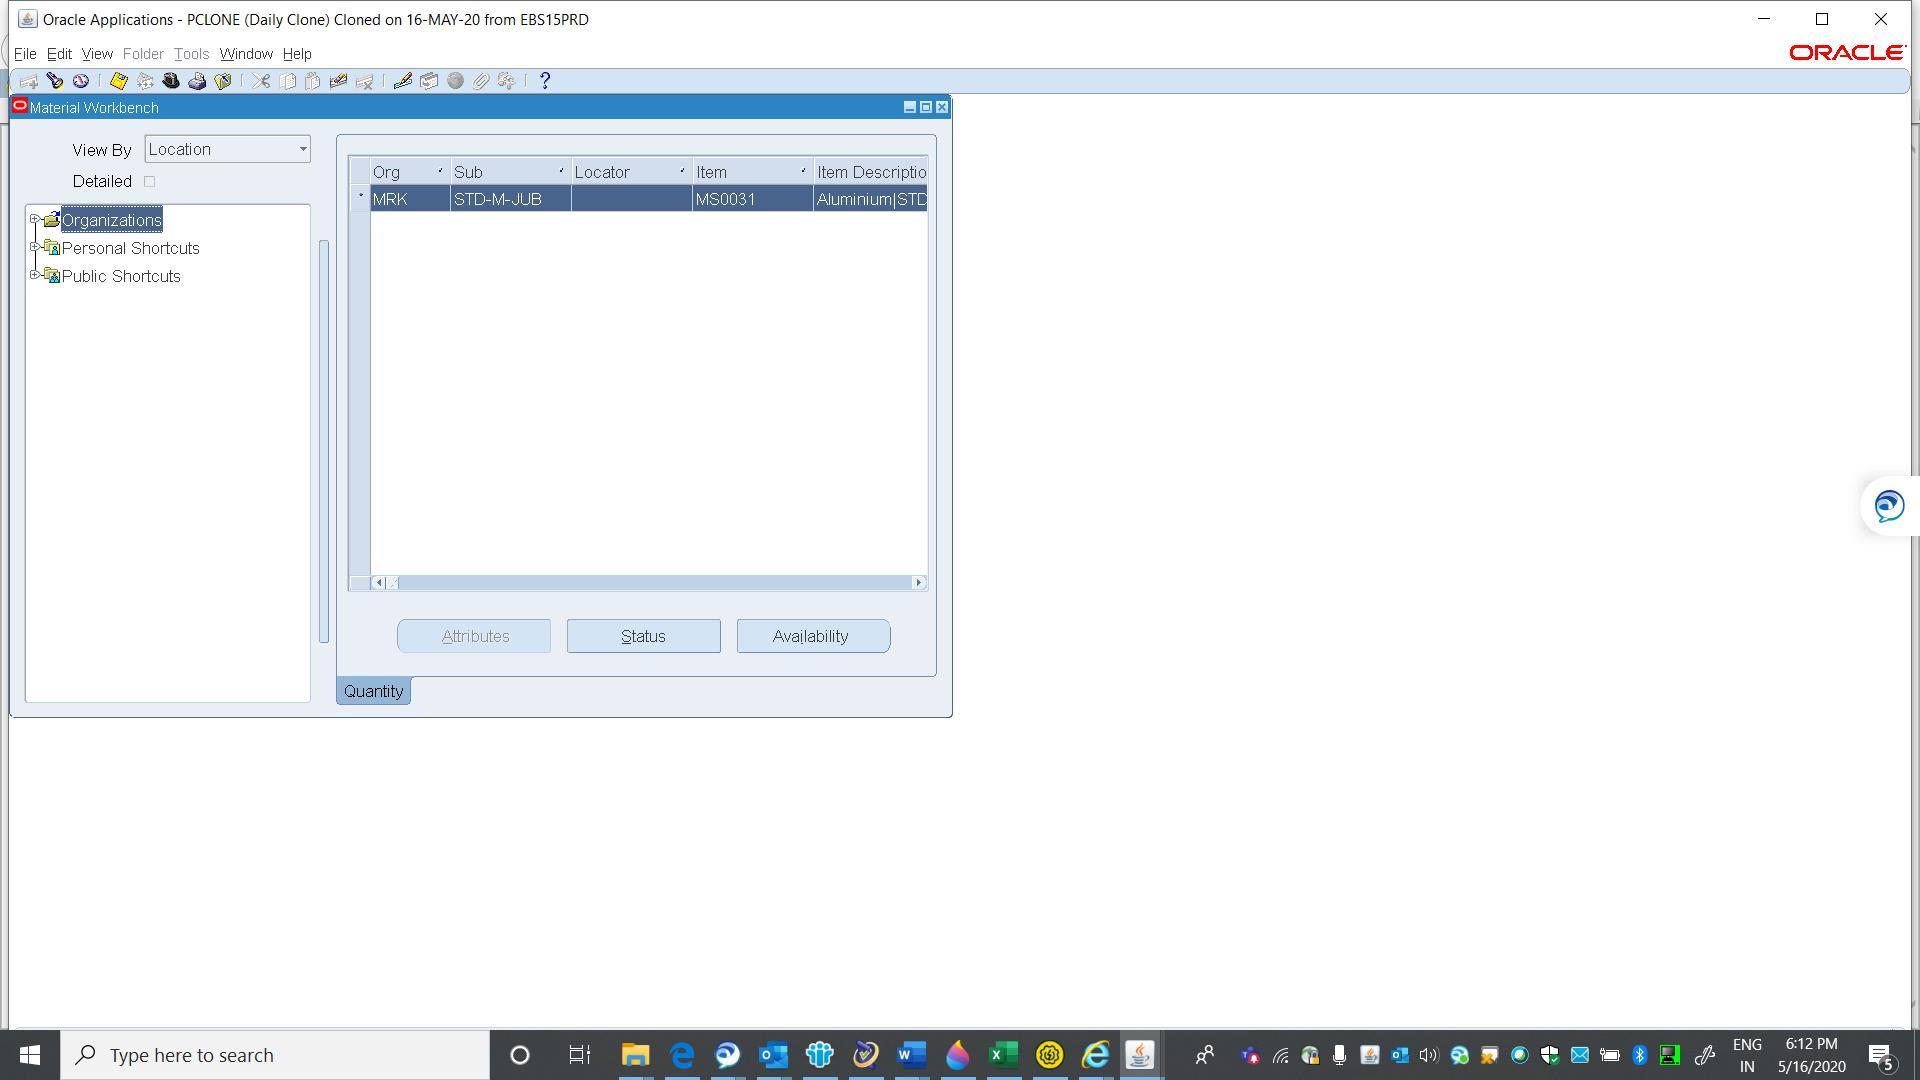 Oracle Applications - PCLONE (Daily Clone) Cloned on 16-MAY-20 from EBS15PRD
File Edit View Folder Tools Window Help
ORACLE
Material Workbench
View By Location
Detailed
Organizations
Personal Shortcuts
Public Shortcuts
Org Sub Locator Item Item Descriptio
MRK STD-M-JUB MS0031 Aluminium|STD
Attributes Status Availability
Quantity
Type here to search
ENG
IN
6:12 PM
5/16/2020
5